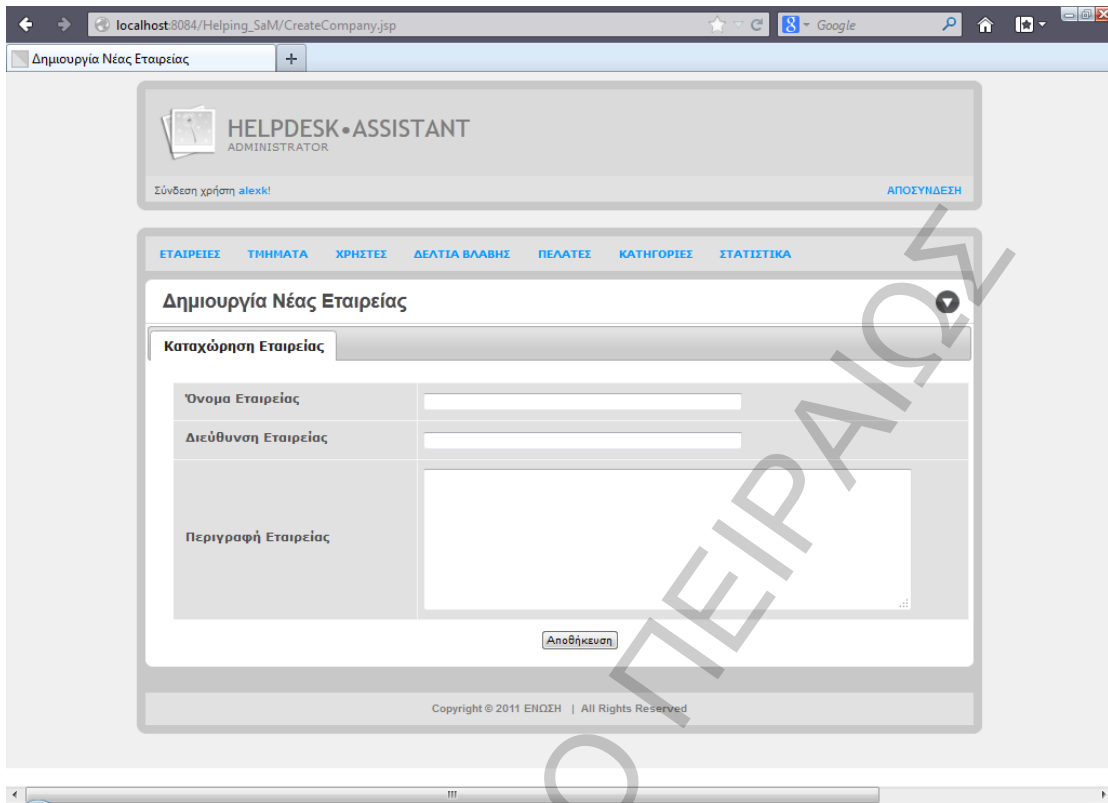 localhost:8084/Helping_SaM/CreateCompany.jsp
8 - Google
Δημιουργία Νέας Εταιρείας
+
HELPDESK•ASSISTANT
ADMINISTRATOR
Σύνδεση χρήστη alexk!
ΑΠΟΣΥΝΔΕΣΗ
ΕΤΑΙΡΕΙΕΣ ΤΜΗΜΑΤΑ ΧΡΗΣΤΕΣ ΔΕΛΤΙΑ ΒΛΑΒΗΣ ΠΕΛΑΤΕΣ ΚΑΤΗΓΟΡΙΕΣ ΣΤΑΤΙΣΤΙΚΑ
Δημιουργία Νέας Εταιρείας
Καταχώρηση Εταιρείας
Όνομα Εταιρείας
Διεύθυνση Εταιρείας
Περιγραφή Εταιρείας
Αποθήκευση
Copyright © 2011 ΕΝΩΣΗ | All Rights Reserved
Ο ΠΕΙΡΑΙΩΣ